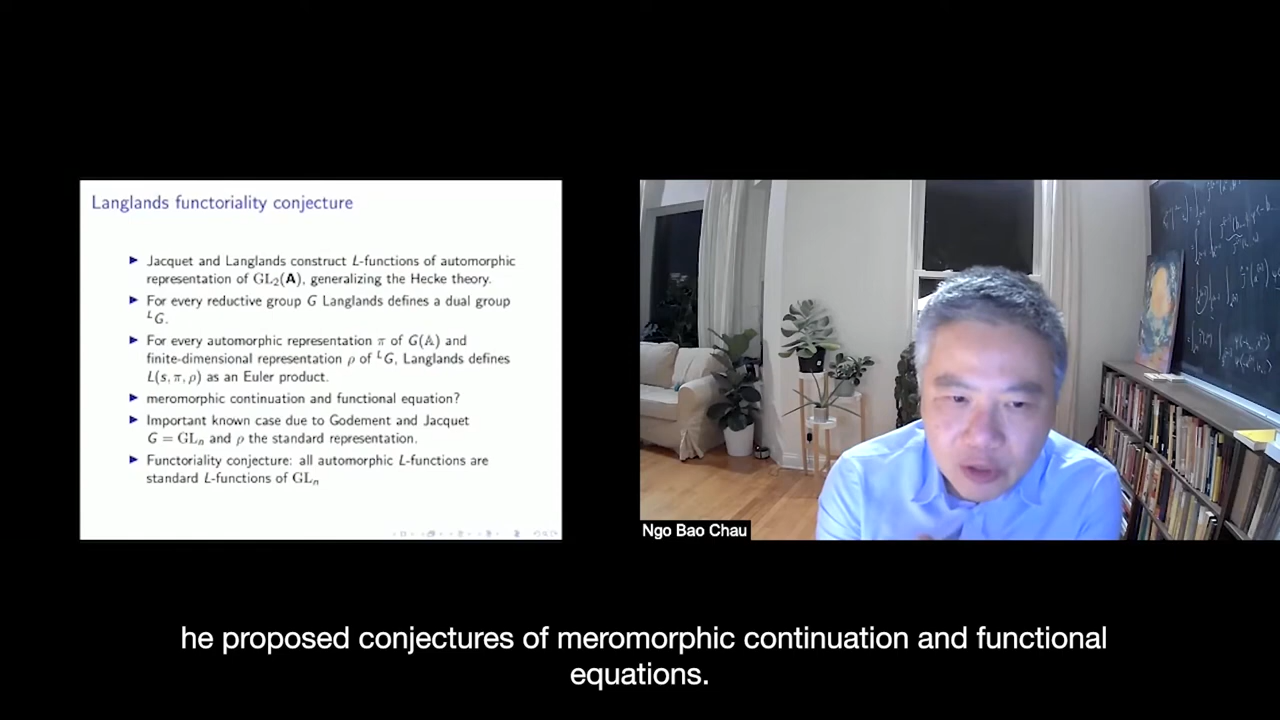 Langlands functoriality conjecture
▶ Jacquet and Langlands construct L-functions of automorphic
representation of GL₂(A), generalizing the Hecke theory.
▶ For every reductive group G Langlands defines a dual group
ᴸG.
▶ For every automorphic representation π of G(𝔸) and
finite-dimensional representation ρ of ᴸG, Langlands defines
L(s, π, ρ) as an Euler product.
▶ meromorphic continuation and functional equation?
▶ Important known case due to Godement and Jacquet
G = GLₙ and ρ the standard representation.
▶ Functoriality conjecture: all automorphic L-functions are
standard L-functions of GLₙ
Ngo Bao Chau
he proposed conjectures of meromorphic continuation and functional
equations.